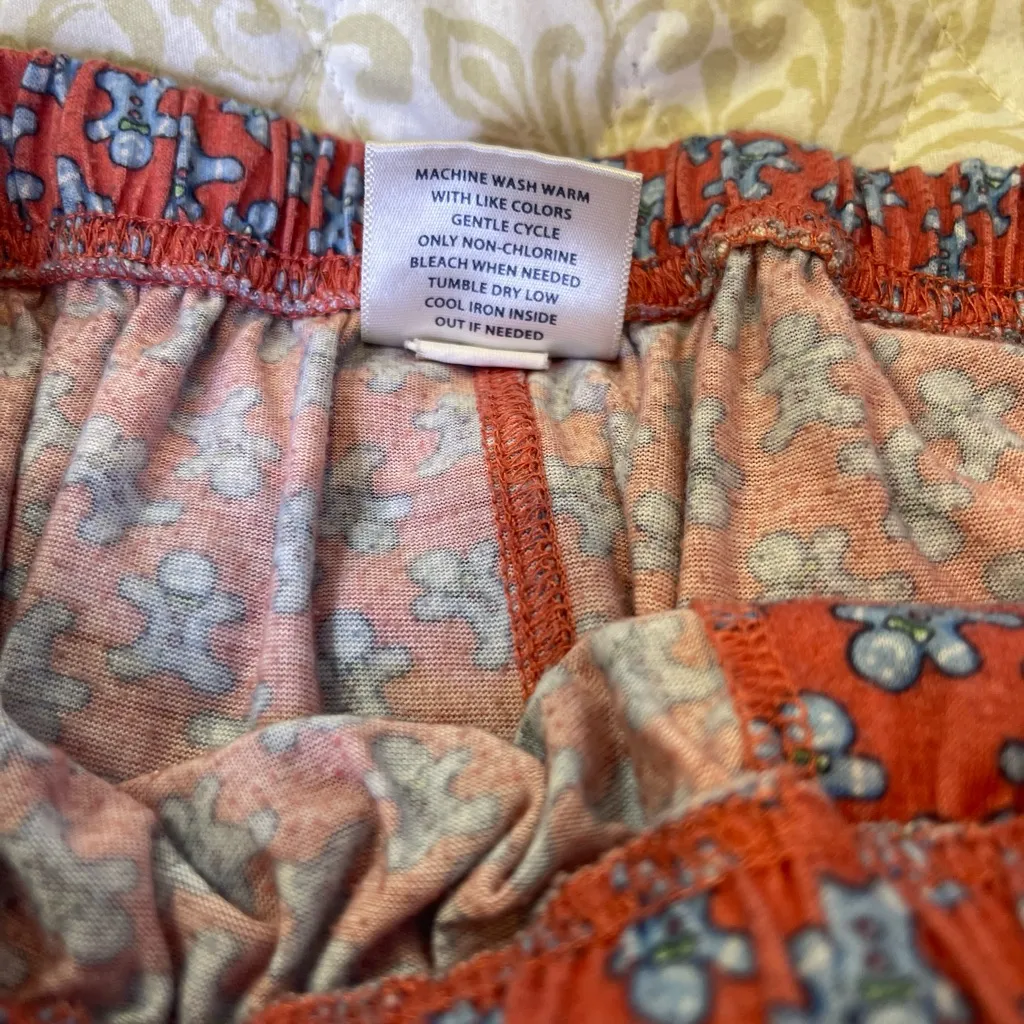 MACHINE WASH WARM
WITH LIKE COLORS
GENTLE CYCLE
ONLY NON-CHLORINE
BLEACH WHEN NEEDED
TUMBLE DRY LOW
COOL IRON INSIDE
OUT IF NEEDED